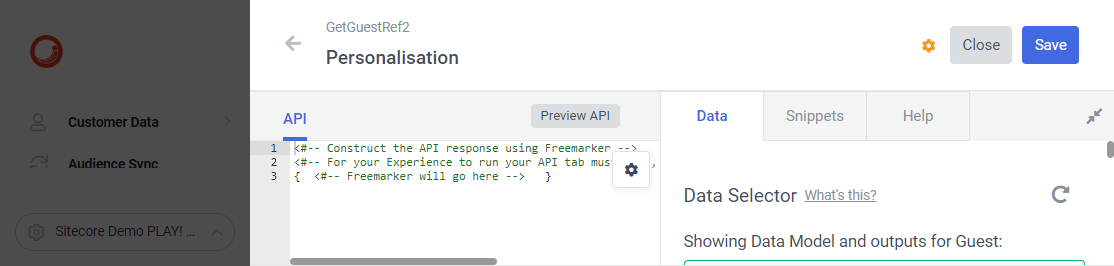 GetGuestRef2
Personalisation
Close
Save
Customer Data
Audience Sync
Sitecore Demo PLAY! ...
API
Preview API
1 <#-- Construct the API response using Freemarker -->
2 <#-- For your Experience to run your API tab mus ,
3 { <#-- Freemarker will go here --> }
Data
Snippets
Help
Data Selector What's this?
Showing Data Model and outputs for Guest: